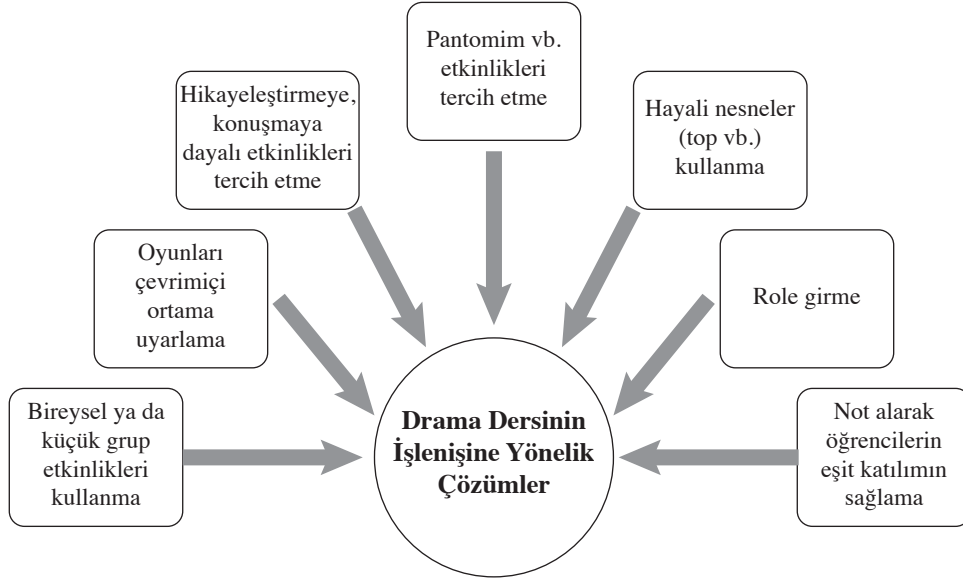 Pantomim vb.
etkinlikleri
tercih etme
Hikayeleştirmeye,
konuşmaya
dayalı etkinlikleri
tercih etme
Hayali nesneler
(top vb.)
kullanma
Oyunları
çevrimiçi
ortama
uyarlama
Role girme
Bireysel ya da
küçük grup
etkinlikleri
kullanma
Drama Dersinin
İşlenişine Yönelik
Çözümler
Not alarak
öğrencilerin
eşit katılımın
sağlama